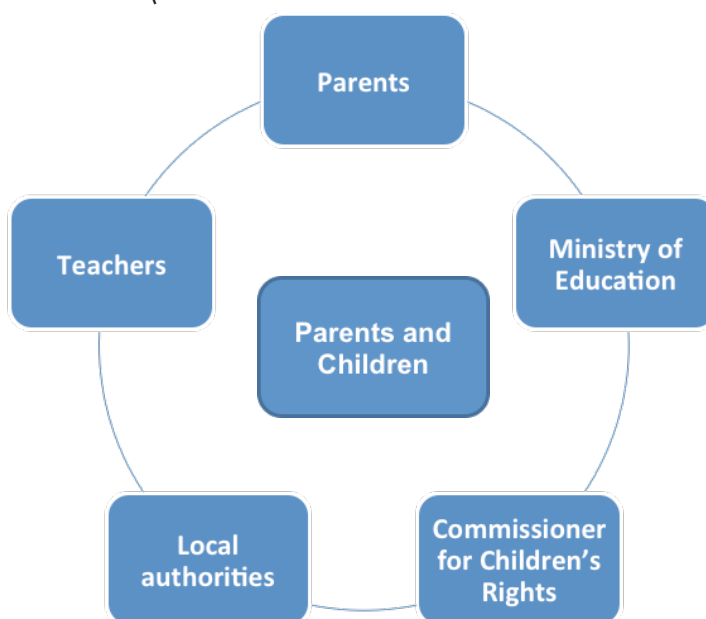 Parents
Teachers
Ministry of
Education
Parents and
Children
Local
authorities
Commissioner
for Children's
Rights